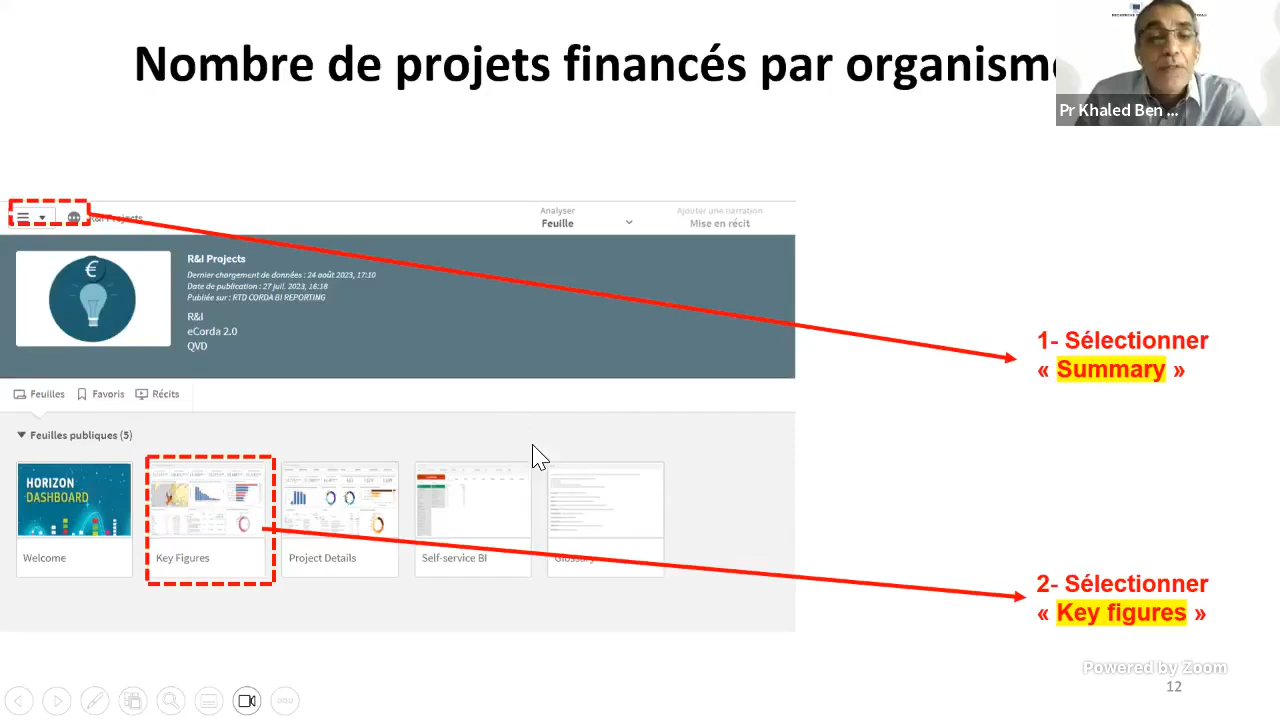 Nombre de projets financés par organisme
Pr Khaled Ben ...
R&I Projects
Analyser
Feuille
Ajouter une narration
Mise en récit
R&I Projects
Dernier chargement de données : 24 août 2023, 17:10
Date de publication : 27 juil. 2023, 16:18
Publiée sur : RTD CORDA BI REPORTING
R&I
eCorda 2.0
QVD
1- Sélectionner
« Summary »
Feuilles
Favoris
Récits
Feuilles publiques (5)
HORIZON
DASHBOARD
Welcome
Key Figures
Project Details
Self-service BI
Glossary
2- Sélectionner
« Key figures »
Powered by Zoom
12